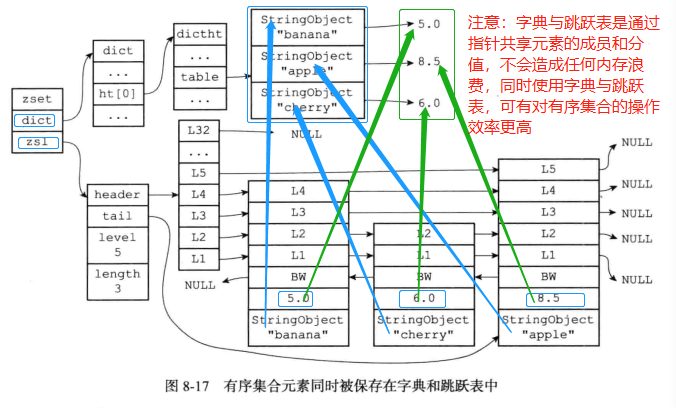 zset
dict
zsl
dict
...
ht[0]
...
dictht
...
table
...
StringObject
"banana"
StringObject
"apple"
StringObject
"cherry"
5.0
8.5
6.0
注意：字典与跳跃表是通过
指针共享元素的成员和分
值，不会造成任何内存浪
费，同时使用字典与跳跃
表，可有对有序集合的操作
效率更高
header
tail
level
5
length
3
L32
...
L5
L4
L3
L2
L1
NULL
NULL
L4
L3
L2
L1
BW
5.0
StringObject
"banana"
L2
L1
BW
6.0
StringObject
"cherry"
L5
L4
L3
L2
L1
BW
8.5
StringObject
"apple"
NULL
NULL
NULL
NULL
NULL
图 8-17 有序集合元素同时被保存在字典和跳跃表中